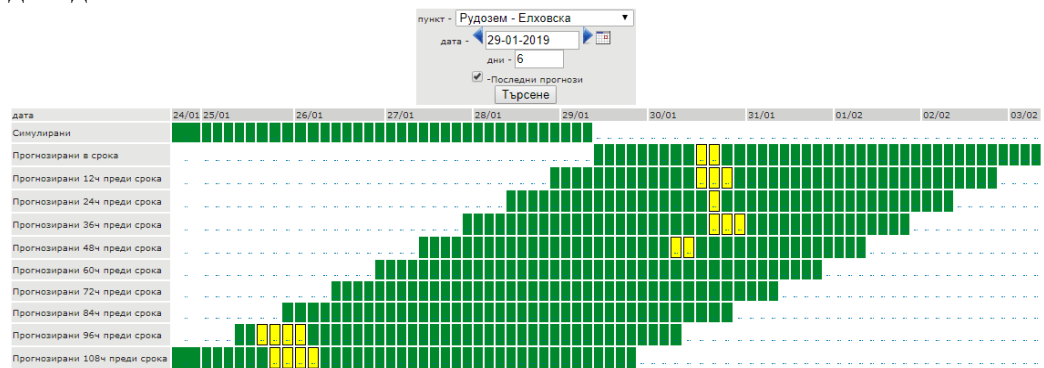 пункт - Рудозем - Елховска
дата - 29-01-2019
дни - 6
-Последни прогнози
Търсене
дата 24/01 25/01 26/01 27/01 28/01 29/01 30/01 31/01 01/02 02/02 03/02
Симулирани
Прогнозирани в срока
Прогнозирани 12ч преди срока
Прогнозирани 24ч преди срока
Прогнозирани 36ч преди срока
Прогнозирани 48ч преди срока
Прогнозирани 60ч преди срока
Прогнозирани 72ч преди срока
Прогнозирани 84ч преди срока
Прогнозирани 96ч преди срока
Прогнозирани 108ч преди срока